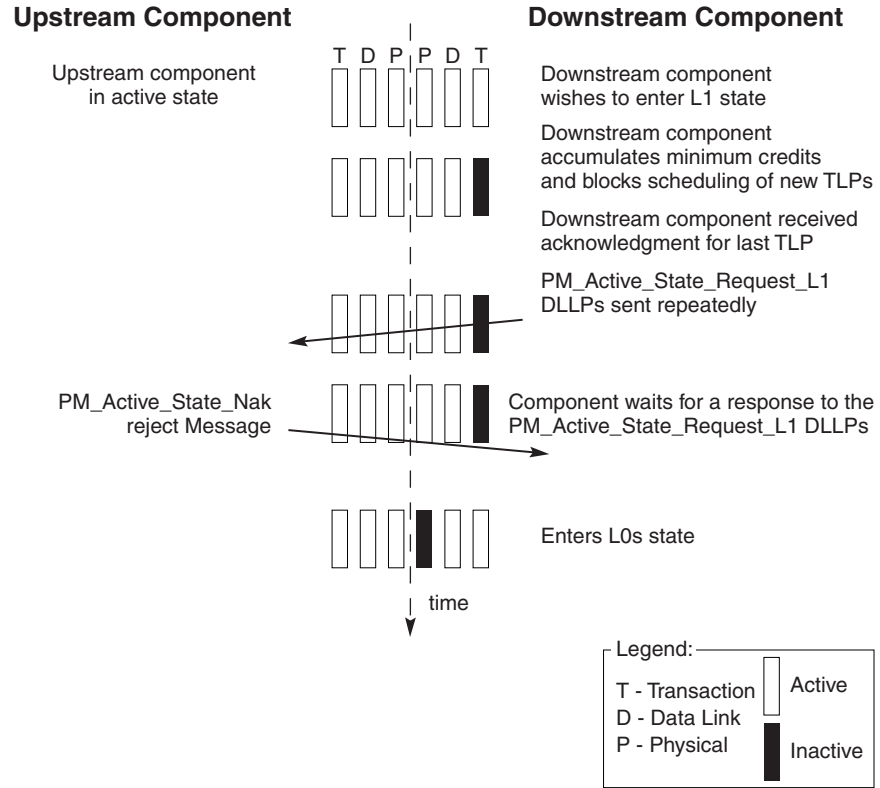 Upstream Component
Downstream Component
T D P P D T
Upstream component
in active state
Downstream component
wishes to enter L1 state
Downstream component
accumulates minimum credits
and blocks scheduling of new TLPs
Downstream component received
acknowledgment for last TLP
PM_Active_State_Request_L1
DLLPs sent repeatedly
PM_Active_State_Nak
reject Message
Component waits for a response to the
PM_Active_State_Request_L1 DLLPs
Enters L0s state
time
Legend:
T - Transaction
D - Data Link
P - Physical
Active
Inactive